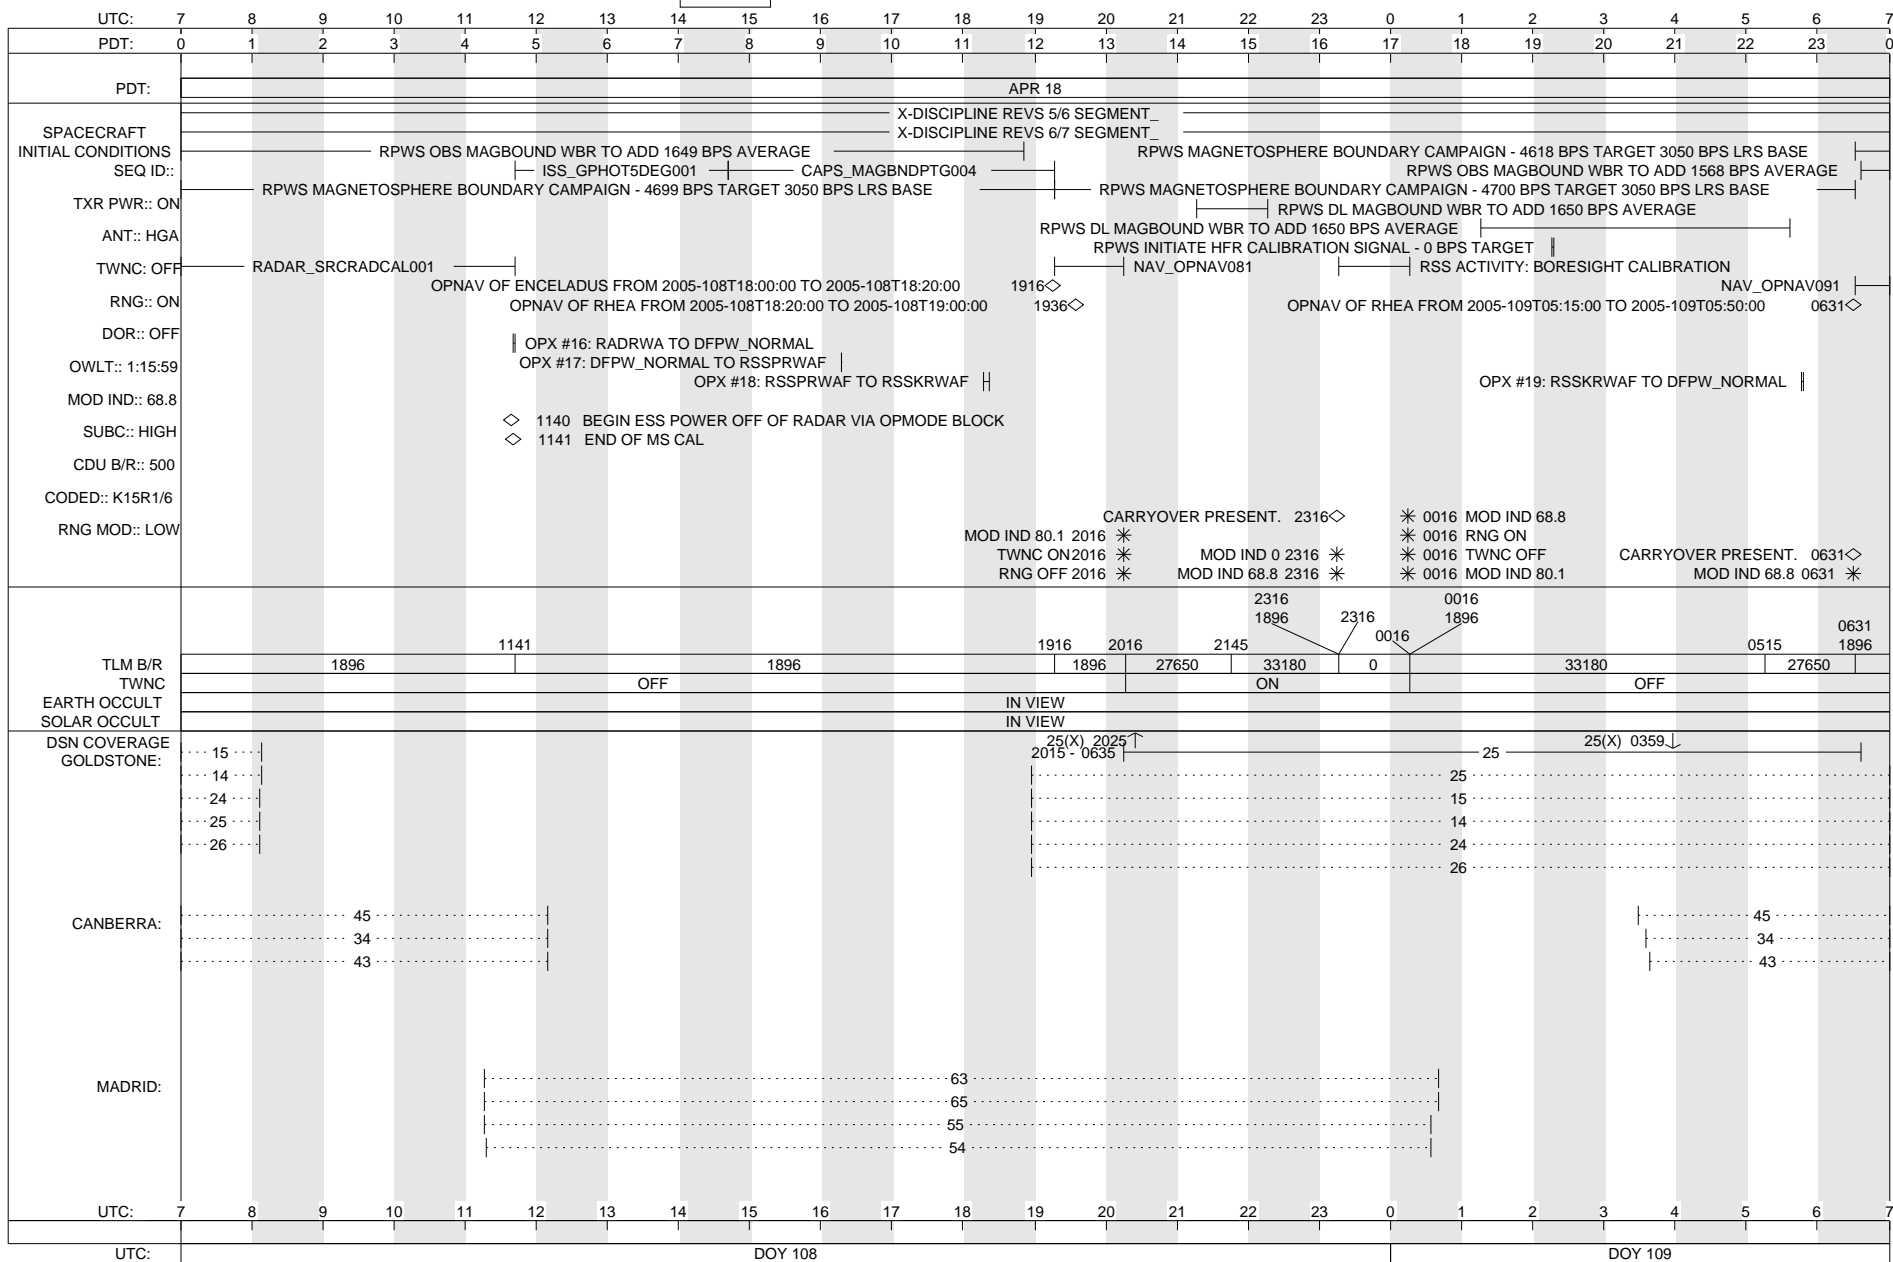 UTC: 7 8 9 10 11 12 13 14 15 16 17 18 19 20 21 22 23 0 1 2 3 4 5 6 7
PDT: 0 1 2 3 4 5 6 7 8 9 10 11 12 13 14 15 16 17 18 19 20 21 22 23 0
PDT: APR 18
X-DISCIPLINE REVS 5/6 SEGMENT_
SPACECRAFT X-DISCIPLINE REVS 6/7 SEGMENT_
INITIAL CONDITIONS RPWS OBS MAGBOUND WBR TO ADD 1649 BPS AVERAGE RPWS MAGNETOSPHERE BOUNDARY CAMPAIGN - 4618 BPS TARGET 3050 BPS LRS BASE
SEQ ID:: ISS_GPHOT5DEG001 CAPS_MAGBNDPTG004 RPWS OBS MAGBOUND WBR TO ADD 1568 BPS AVERAGE
RPWS MAGNETOSPHERE BOUNDARY CAMPAIGN - 4699 BPS TARGET 3050 BPS LRS BASE RPWS MAGNETOSPHERE BOUNDARY CAMPAIGN - 4700 BPS TARGET 3050 BPS LRS BASE
TXR PWR:: ON RPWS DL MAGBOUND WBR TO ADD 1650 BPS AVERAGE
ANT:: HGA RPWS DL MAGBOUND WBR TO ADD 1650 BPS AVERAGE
RPWS INITIATE HFR CALIBRATION SIGNAL - 0 BPS TARGET
TWNC: OFF RADAR_SRCRADCAL001 NAV_OPNAV081 RSS ACTIVITY: BORESIGHT CALIBRATION
OPNAV OF ENCELADUS FROM 2005-108T18:00:00 TO 2005-108T18:20:00 1916 NAV_OPNAV091
RNG:: ON OPNAV OF RHEA FROM 2005-108T18:20:00 TO 2005-108T19:00:00 1936 OPNAV OF RHEA FROM 2005-109T05:15:00 TO 2005-109T05:50:00 0631
DOR:: OFF
OPX #16: RADRWA TO DFPW_NORMAL
OWLT:: 1:15:59 OPX #17: DFPW_NORMAL TO RSSPRWAF
OPX #18: RSSPRWAF TO RSSKRWAF OPX #19: RSSKRWAF TO DFPW_NORMAL
MOD IND:: 68.8
1140 BEGIN ESS POWER OFF OF RADAR VIA OPMODE BLOCK
SUBC:: HIGH 1141 END OF MS CAL
CDU B/R:: 500
CODED:: K15R1/6
CARRYOVER PRESENT. 2316 0016 MOD IND 68.8
RNG MOD:: LOW MOD IND 80.1 2016 0016 RNG ON
TWNC ON 2016 MOD IND 0 2316 0016 TWNC OFF CARRYOVER PRESENT. 0631
RNG OFF 2016 MOD IND 68.8 2316 0016 MOD IND 80.1 MOD IND 68.8 0631
2316 0016
1896 2316 1896
0016 0631
1141 1916 2016 2145 0515 1896
TLM B/R 1896 1896 1896 27650 33180 0 33180 27650
TWNC OFF ON OFF
EARTH OCCULT IN VIEW
SOLAR OCCULT IN VIEW
DSN COVERAGE 25(X) 2025 25(X) 0359
GOLDSTONE: 15 2015 - 0635 25
14 25
24 15
25 14
26 24
26
CANBERRA: 45 45
34 34
43 43
MADRID: 63
65
55
54
UTC: 7 8 9 10 11 12 13 14 15 16 17 18 19 20 21 22 23 0 1 2 3 4 5 6 7
UTC: DOY 108 DOY 109